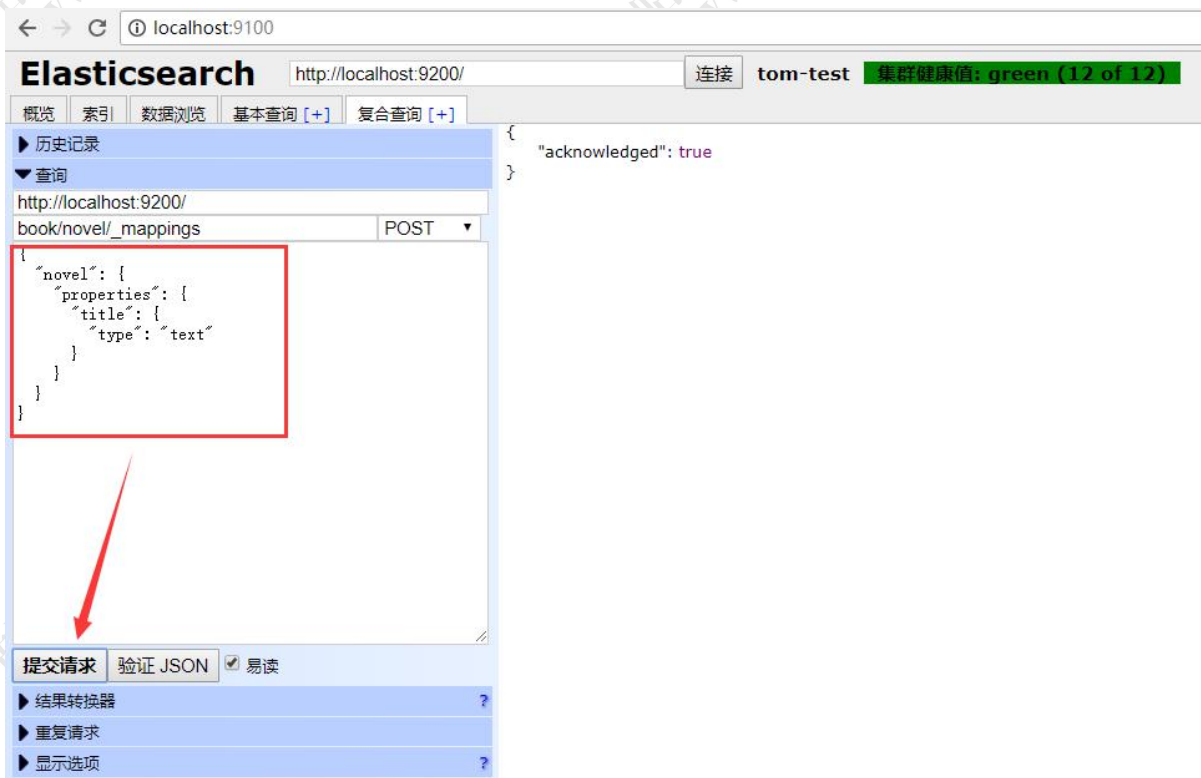 localhost:9100
Elasticsearch http://localhost:9200/ 连接 tom-test 集群健康值: green (12 of 12)
概览 索引 数据浏览 基本查询 [+] 复合查询 [+]
历史记录
查询
http://localhost:9200/
book/novel/_mappings POST
{
"novel": {
"properties": {
"title": {
"type": "text"
}
}
}
}
提交请求 验证 JSON 易读
结果转换器 ?
重复请求
显示选项 ?
{
"acknowledged": true
}